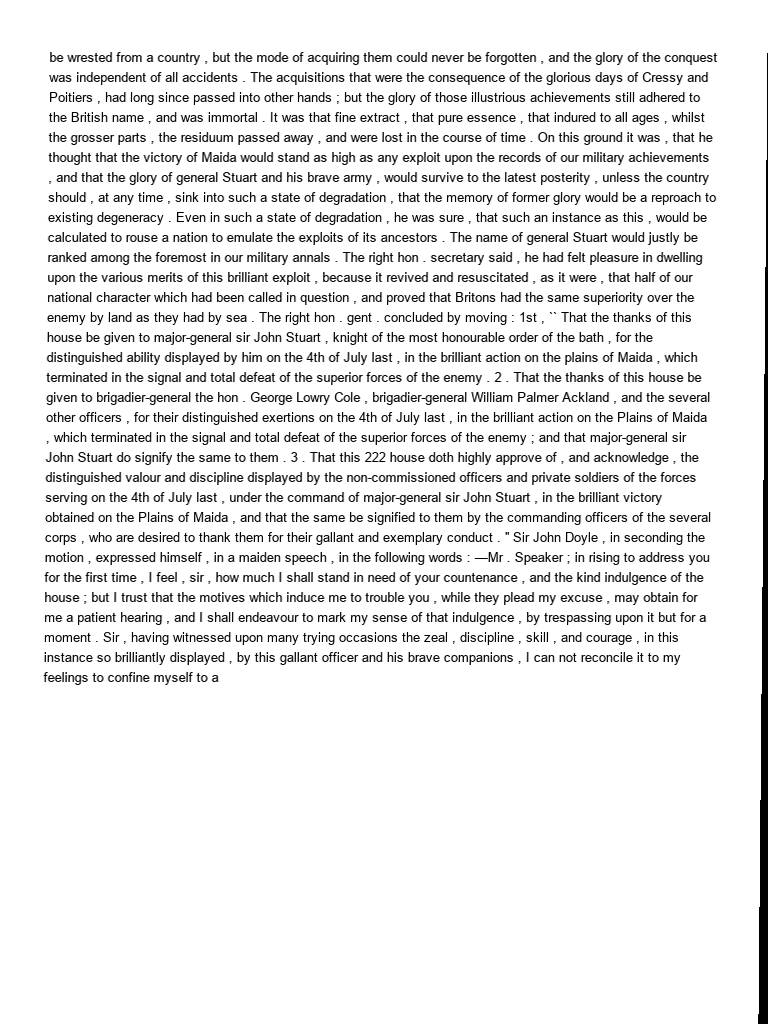 be wrested from a country , but the mode of acquiring them could never be forgotten , and the glory of the conquest
was independent of all accidents . The acquisitions that were the consequence of the glorious days of Cressy and
Poitiers , had long since passed into other hands ; but the glory of those illustrious achievements still adhered to
the British name , and was immortal . It was that fine extract , that pure essence , that indured to all ages , whilst
the grosser parts , the residuum passed away , and were lost in the course of time . On this ground it was , that he
thought that the victory of Maida would stand as high as any exploit upon the records of our military achievements
, and that the glory of general Stuart and his brave army , would survive to the latest posterity , unless the country
should , at any time , sink into such a state of degradation , that the memory of former glory would be a reproach to
existing degeneracy . Even in such a state of degradation , he was sure , that such an instance as this , would be
calculated to rouse a nation to emulate the exploits of its ancestors . The name of general Stuart would justly be
ranked among the foremost in our military annals . The right hon . secretary said , he had felt pleasure in dwelling
upon the various merits of this brilliant exploit , because it revived and resuscitated , as it were , that half of our
national character which had been called in question , and proved that Britons had the same superiority over the
enemy by land as they had by sea . The right hon . gent . concluded by moving : 1st , `` That the thanks of this
house be given to major-general sir John Stuart , knight of the most honourable order of the bath , for the
distinguished ability displayed by him on the 4th of July last , in the brilliant action on the plains of Maida , which
terminated in the signal and total defeat of the superior forces of the enemy . 2 . That the thanks of this house be
given to brigadier-general the hon . George Lowry Cole , brigadier-general William Palmer Ackland , and the several
other officers , for their distinguished exertions on the 4th of July last , in the brilliant action on the Plains of Maida
, which terminated in the signal and total defeat of the superior forces of the enemy ; and that major-general sir
John Stuart do signify the same to them . 3 . That this 222 house doth highly approve of , and acknowledge , the
distinguished valour and discipline displayed by the non-commissioned officers and private soldiers of the forces
serving on the 4th of July last , under the command of major-general sir John Stuart , in the brilliant victory
obtained on the Plains of Maida , and that the same be signified to them by the commanding officers of the several
corps , who are desired to thank them for their gallant and exemplary conduct . " Sir John Doyle , in seconding the
motion , expressed himself , in a maiden speech , in the following words : —Mr . Speaker ; in rising to address you
for the first time , I feel , sir , how much I shall stand in need of your countenance , and the kind indulgence of the
house ; but I trust that the motives which induce me to trouble you , while they plead my excuse , may obtain for
me a patient hearing , and I shall endeavour to mark my sense of that indulgence , by trespassing upon it but for a
moment . Sir , having witnessed upon many trying occasions the zeal , discipline , skill , and courage , in this
instance so brilliantly displayed , by this gallant officer and his brave companions , I can not reconcile it to my
feelings to confine myself to a